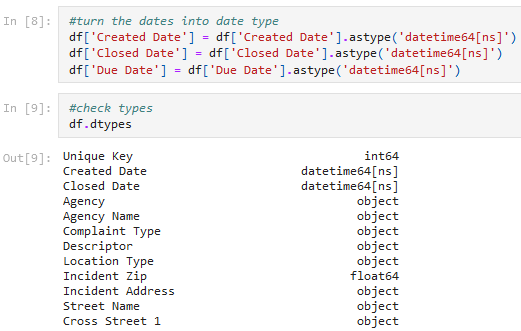 In [8]: #turn the dates into date type
df['Created Date'] = df['Created Date'].astype('datetime64[ns]')
df['Closed Date'] = df['Closed Date'].astype('datetime64[ns]')
df['Due Date'] = df['Due Date'].astype('datetime64[ns]')
In [9]: #check types
df.dtypes
Out[9]: Unique Key int64
Created Date datetime64[ns]
Closed Date datetime64[ns]
Agency object
Agency Name object
Complaint Type object
Descriptor object
Location Type object
Incident Zip float64
Incident Address object
Street Name object
Cross Street 1 object